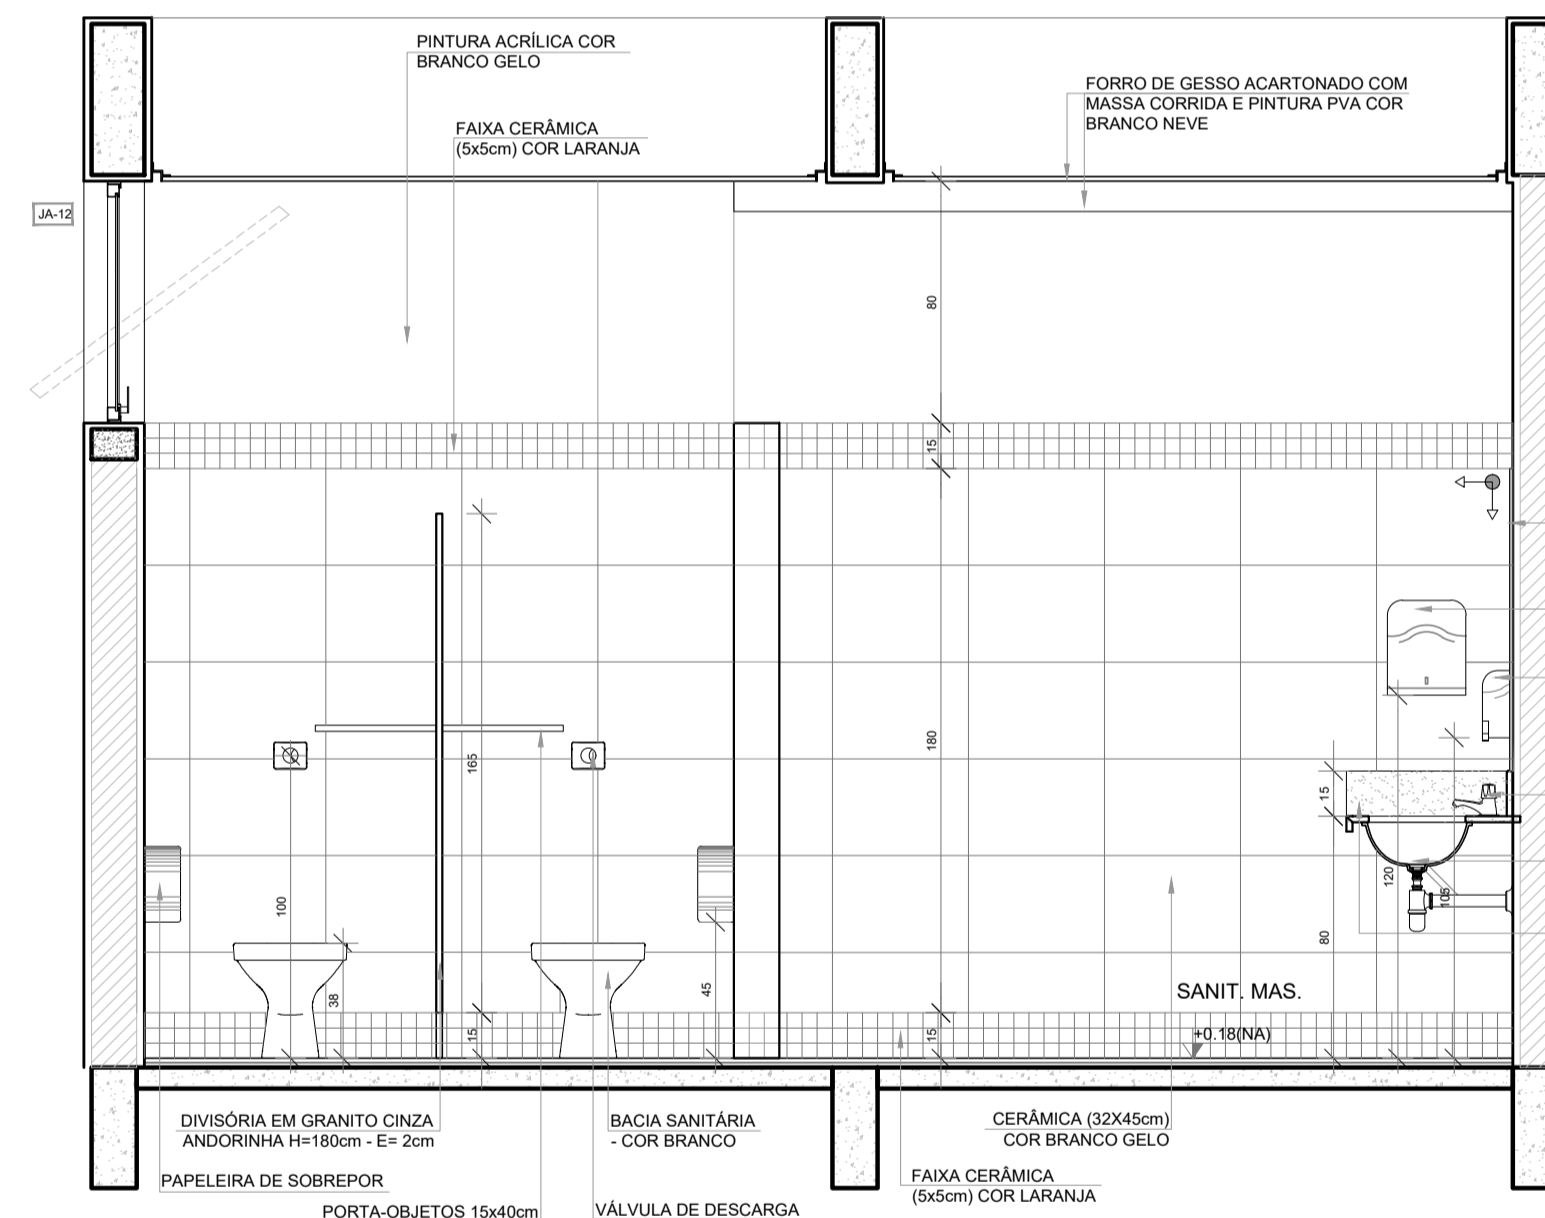 PINTURA ACRÍLICA COR
BRANCO GELO
FORRO DE GESSO ACARTONADO COM
MASSA CORRIDA E PINTURA PVA COR
BRANCO NEVE
FAIXA CERÂMICA
(5x5cm) COR LARANJA
JA-12
80
15
165
180
15
100
120
105
80
45
38
15
15
SANIT. MAS.
+0.18(NA)
DIVISÓRIA EM GRANITO CINZA
ANDORINHA H=180cm - E= 2cm
BACIA SANITÁRIA
- COR BRANCO
CERÂMICA (32X45cm)
COR BRANCO GELO
PAPELEIRA DE SOBREPOR
FAIXA CERÂMICA
(5x5cm) COR LARANJA
PORTA-OBJETOS 15x40cm
VÁLVULA DE DESCARGA